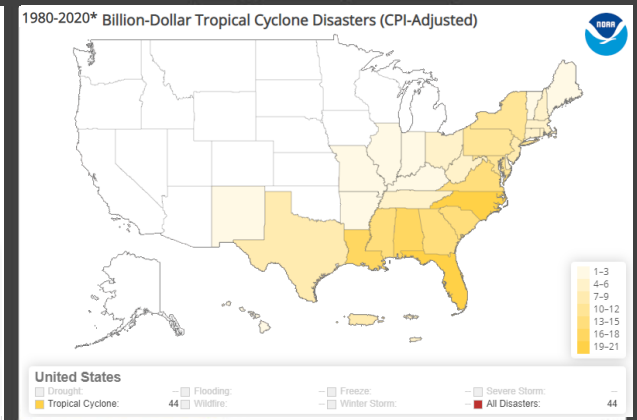 1980-2020* Billion-Dollar Tropical Cyclone Disasters (CPI-Adjusted)
NOAA
1–3
4–6
7–9
10–12
13–15
16–18
19–21
United States
Drought: – Flooding: – Freeze: – Severe Storm: –
Tropical Cyclone: 44 Wildfire: – Winter Storm: – All Disasters: 44